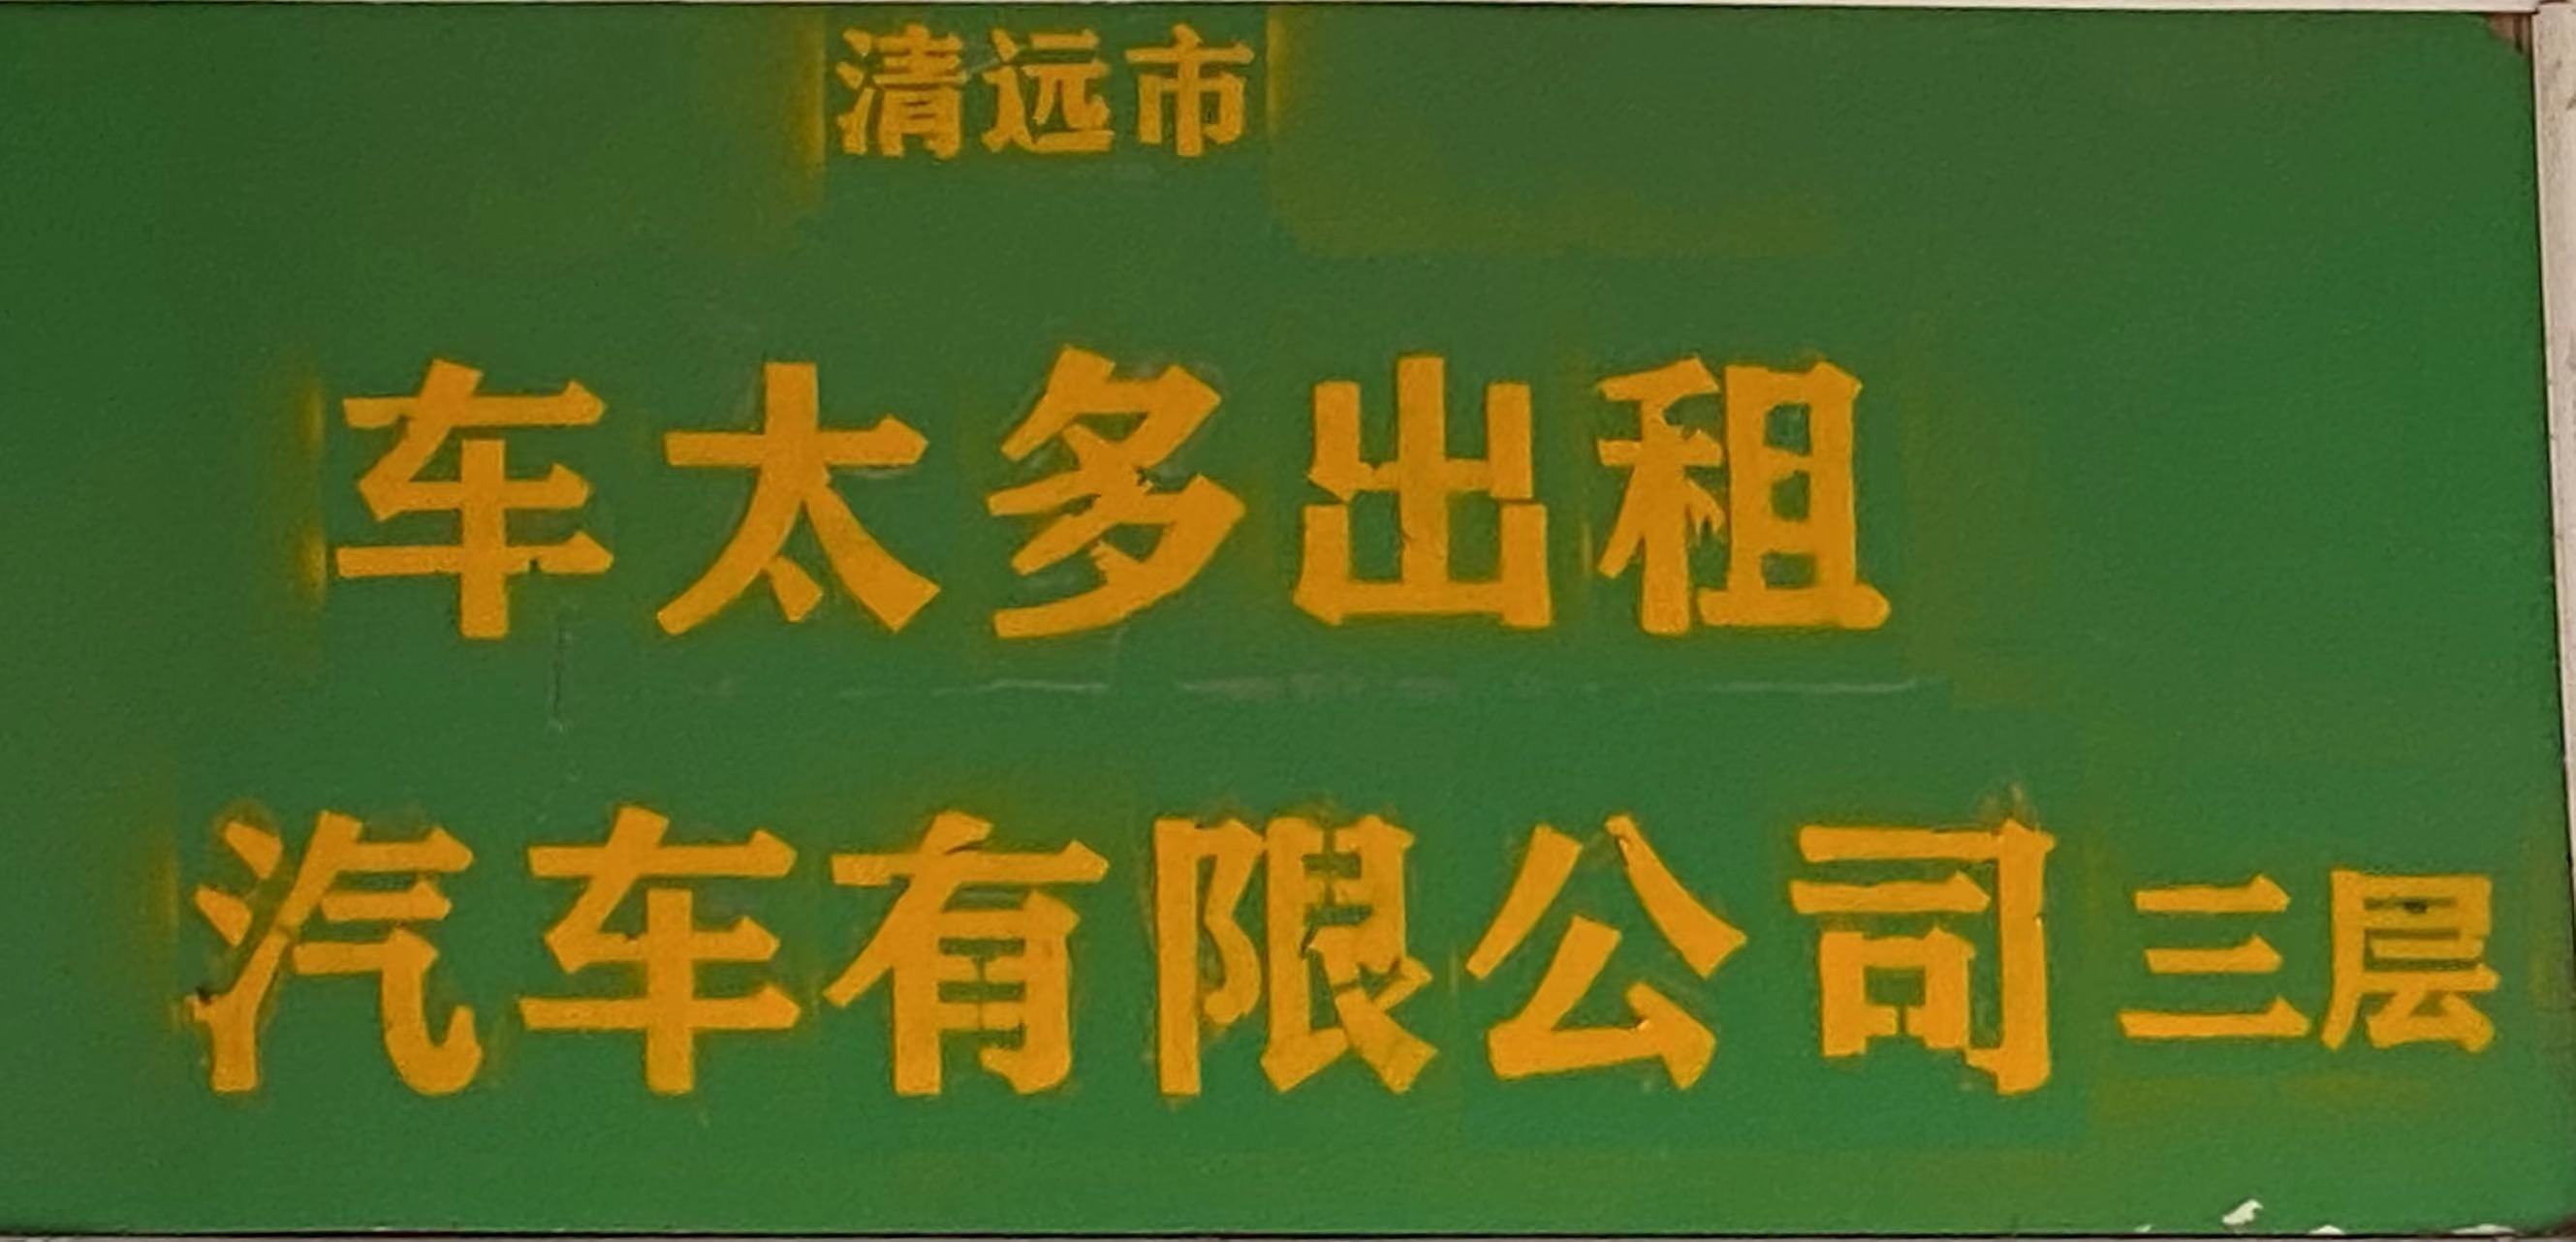 清远市
车太多出租
汽车有限公司三层